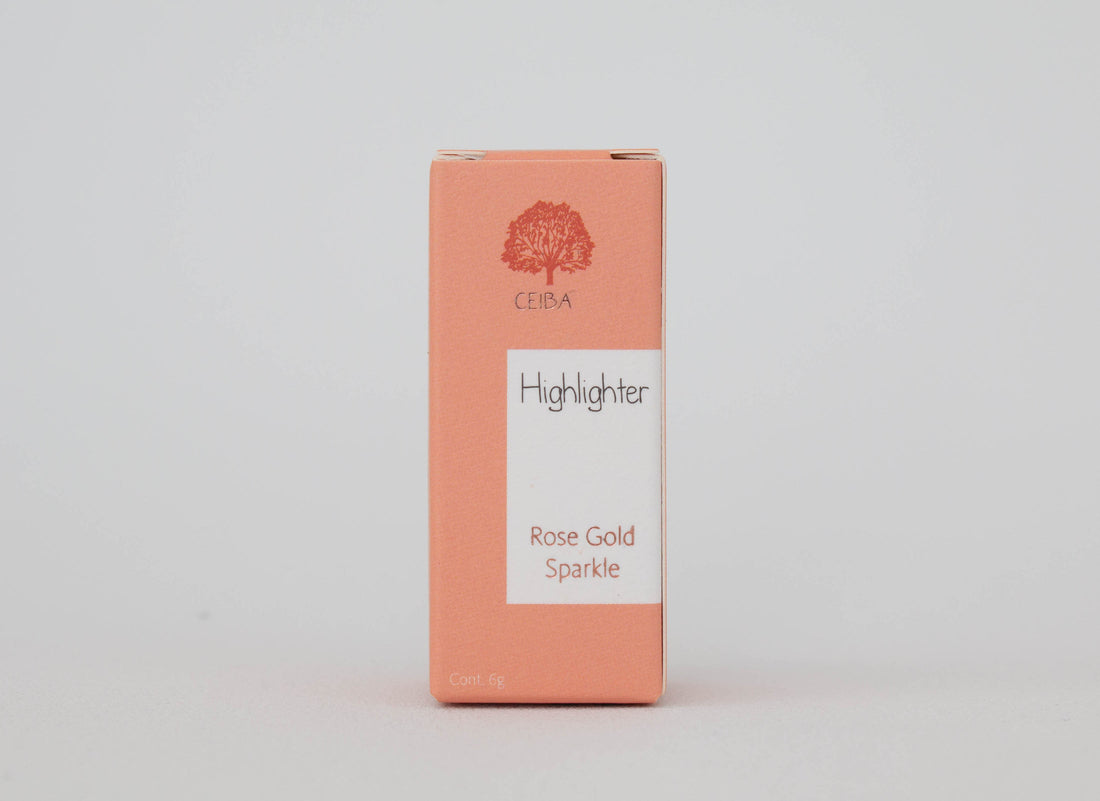 CEIBA
Highlighter
Rose Gold
Sparkle
Cont. 6g